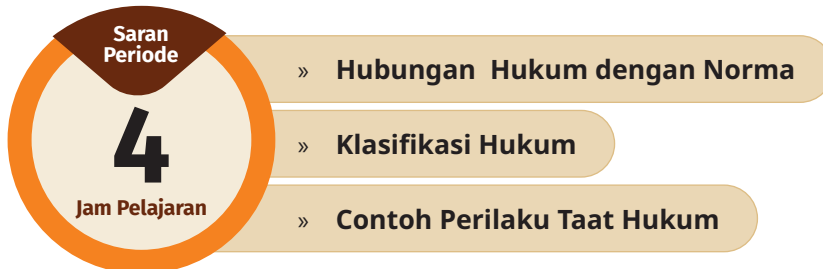 Saran
Periode
4
Jam Pelajaran
» Hubungan Hukum dengan Norma
» Klasifikasi Hukum
» Contoh Perilaku Taat Hukum